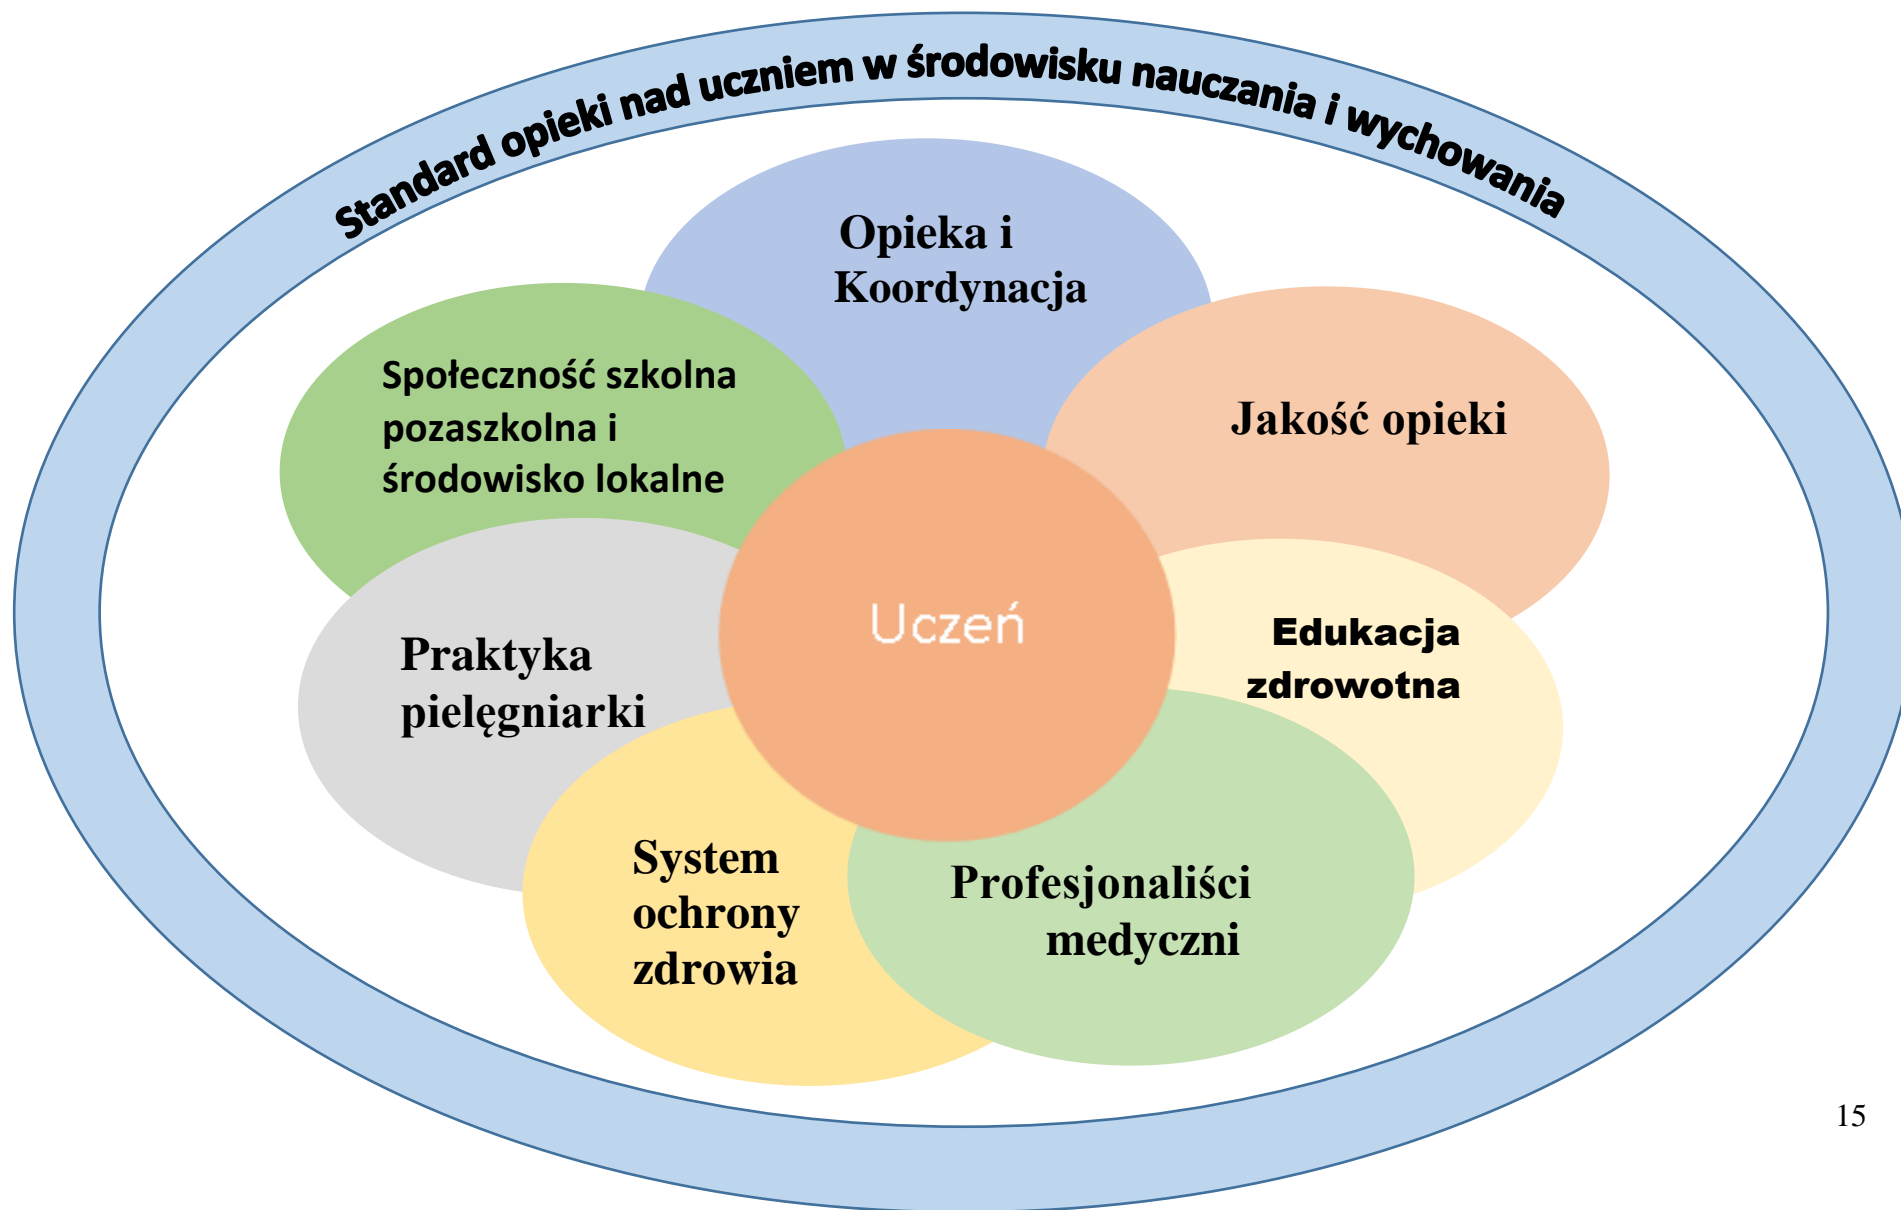 Standard opieki nad uczniem w środowisku nauczania i wychowania
Opieka i
Koordynacja
Społeczność szkolna
pozaszkolna i
środowisko lokalne
Jakość opieki
Uczeń
Edukacja
zdrowotna
Praktyka
pielęgniarki
System
ochrony
zdrowia
Profesjonaliści
medyczni
15